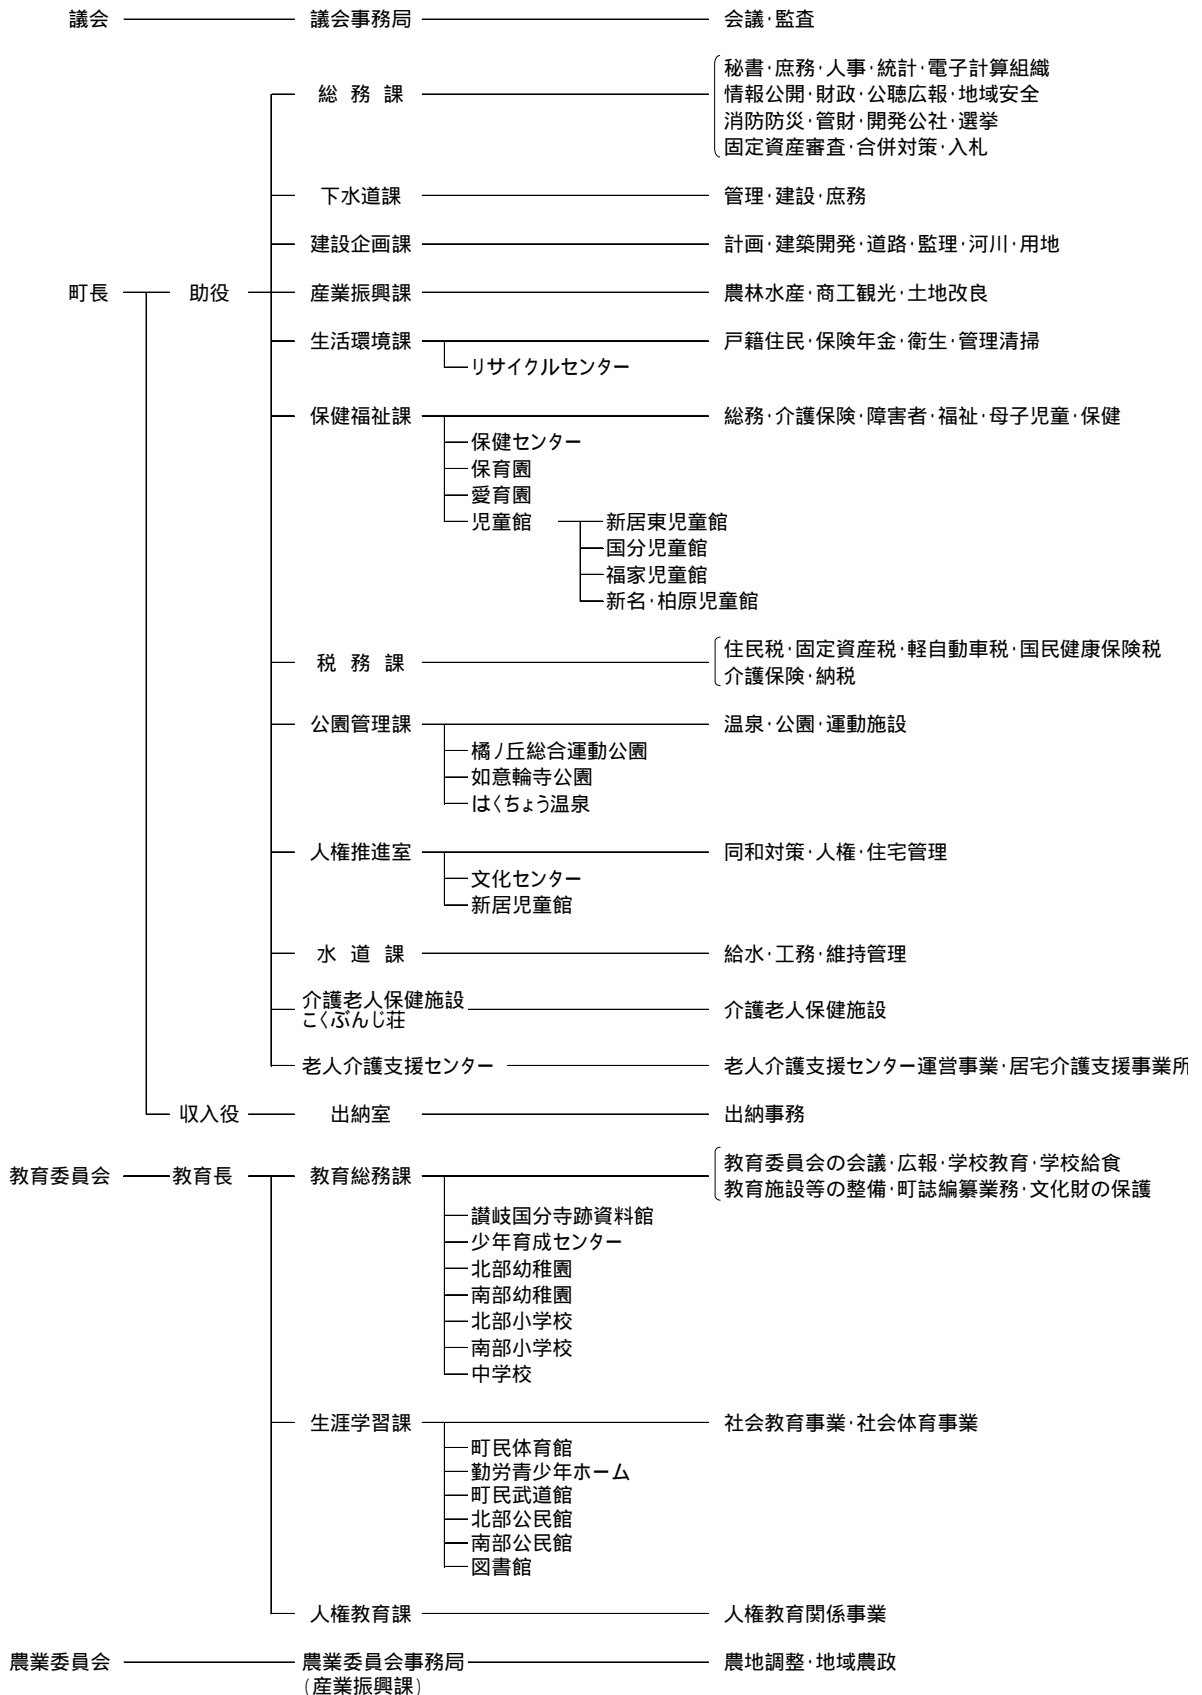 議会 議会事務局 会議・監査
秘書・庶務・人事・統計・電子計算組織
総務課 情報公開・財政・公聴広報・地域安全
消防防災・管財・開発公社・選挙
固定資産審査・合併対策・入札
下水道課 管理・建設・庶務
建設企画課 計画・建築開発・道路・監理・河川・用地
町長 助役 産業振興課 農林水産・商工観光・土地改良
生活環境課 戸籍住民・保険年金・衛生・管理清掃
リサイクルセンター
保健福祉課 総務・介護保険・障害者・福祉・母子児童・保健
保健センター
保育園
愛育園
児童館 新居東児童館
国分児童館
福家児童館
新名・柏原児童館
税務課 住民税・固定資産税・軽自動車税・国民健康保険税
介護保険・納税
公園管理課 温泉・公園・運動施設
橘ノ丘総合運動公園
如意輪寺公園
はくちょう温泉
人権推進室 同和対策・人権・住宅管理
文化センター
新居児童館
水道課 給水・工務・維持管理
介護老人保健施設 介護老人保健施設
こくぶんじ荘
老人介護支援センター 老人介護支援センター運営事業・居宅介護支援事業所
収入役 出納室 出納事務
教育委員会 教育長 教育総務課 教育委員会の会議・広報・学校教育・学校給食
教育施設等の整備・町誌編纂業務・文化財の保護
讃岐国分寺跡資料館
少年育成センター
北部幼稚園
南部幼稚園
北部小学校
南部小学校
中学校
生涯学習課 社会教育事業・社会体育事業
町民体育館
勤労青少年ホーム
町民武道館
北部公民館
南部公民館
図書館
人権教育課 人権教育関係事業
農業委員会 農業委員会事務局 農地調整・地域農政
(産業振興課)